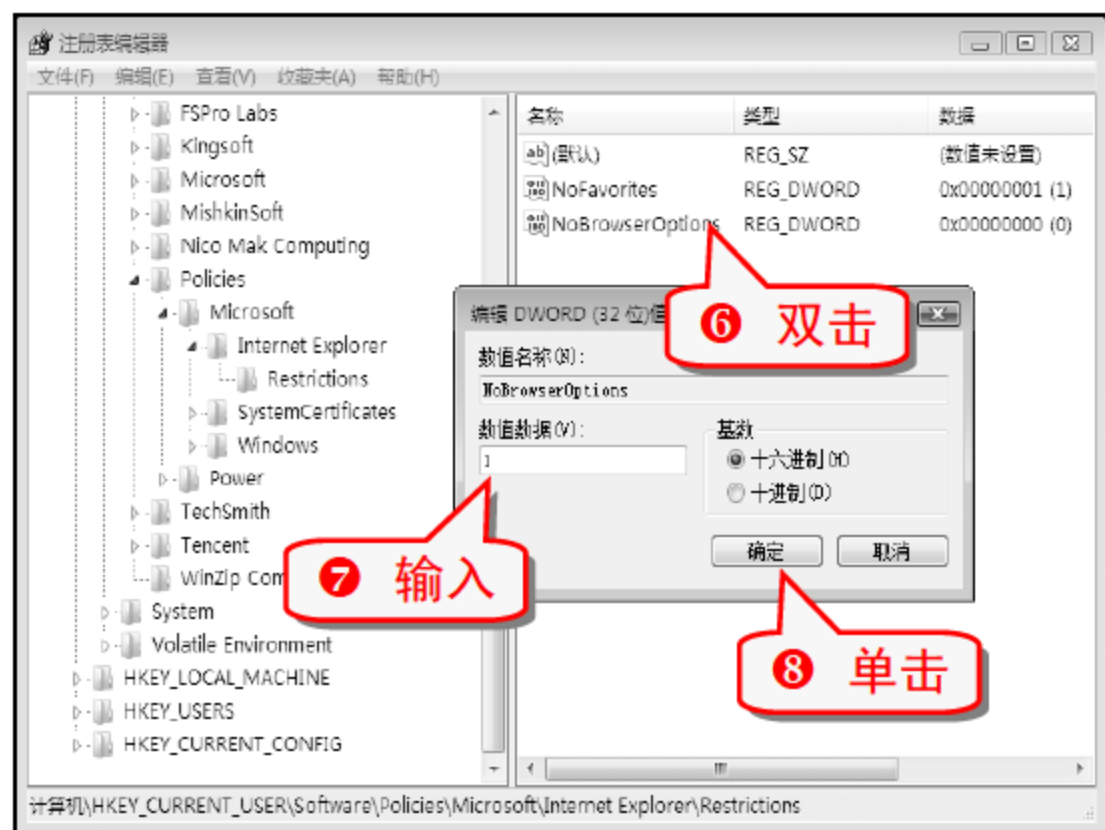 注册表编辑器
文件(F) 编辑(E) 查看(V) 收藏夹(A) 帮助(H)
FSPro Labs
Kingsoft
Microsoft
MishkinSoft
Nico Mak Computing
Policies
Microsoft
Internet Explorer
Restrictions
SystemCertificates
Windows
Power
TechSmith
Tencent
WinZip Com
System
Volatile Environment
HKEY_LOCAL_MACHINE
HKEY_USERS
HKEY_CURRENT_CONFIG
名称 类型 数据
(默认) REG_SZ (数值未设置)
NoFavorites REG_DWORD 0x00000001 (1)
NoBrowserOptions REG_DWORD 0x00000000 (0)
编辑 DWORD (32 位)值
❻ 双击
数值名称(N):
NoBrowserOptions
数值数据(V):
1
基数
十六进制(H)
十进制(D)
确定 取消
❼ 输入
❽ 单击
计算机\HKEY_CURRENT_USER\Software\Policies\Microsoft\Internet Explorer\Restrictions